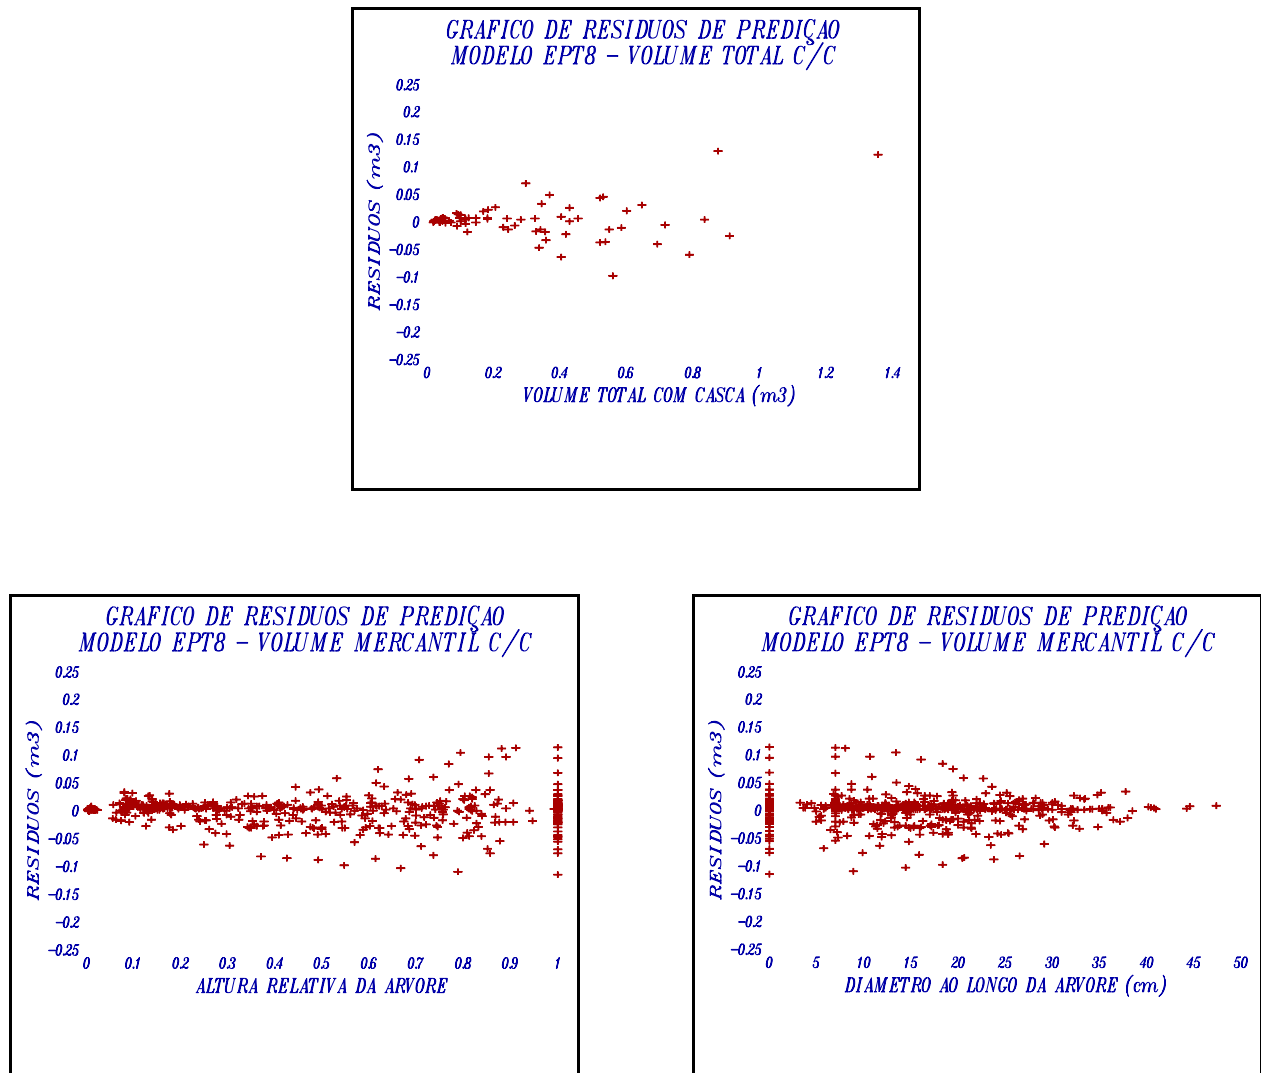 GRAFICO DE RESIDUOS DE PREDIÇAO
MODELO EPT8 - VOLUME TOTAL C/C
0.25
0.2
0.15
0.1
0.05
0
-0.05
-0.1
-0.15
-0.2
-0.25
RESIDUOS (m3)
0 0.2 0.4 0.6 0.8 1 1.2 1.4
VOLUME TOTAL COM CASCA (m3)
GRAFICO DE RESIDUOS DE PREDIÇAO
MODELO EPT8 - VOLUME MERCANTIL C/C
0.25
0.2
0.15
0.1
0.05
0
-0.05
-0.1
-0.15
-0.2
-0.25
RESIDUOS (m3)
0 0.1 0.2 0.3 0.4 0.5 0.6 0.7 0.8 0.9 1
ALTURA RELATIVA DA ARVORE
GRAFICO DE RESIDUOS DE PREDIÇAO
MODELO EPT8 - VOLUME MERCANTIL C/C
0.25
0.2
0.15
0.1
0.05
0
-0.05
-0.1
-0.15
-0.2
-0.25
RESIDUOS (m3)
0 5 10 15 20 25 30 35 40 45 50
DIAMETRO AO LONGO DA ARVORE (cm)